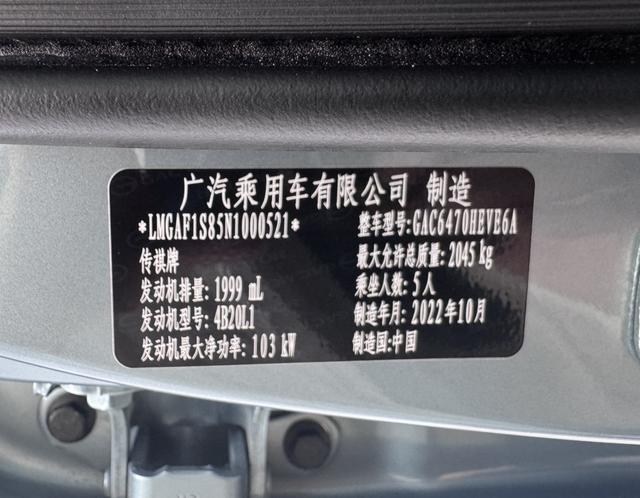 广汽乘用车有限公司 制造
*LMGAF1S85N1000521*
整车型号: GAC6470HEVE6A
最大允许总质量: 2045 kg
传祺牌
乘坐人数: 5人
发动机排量: 1999 mL
制造年月: 2022年10月
发动机型号: 4B20L1
制造国: 中国
发动机最大净功率: 103 kW